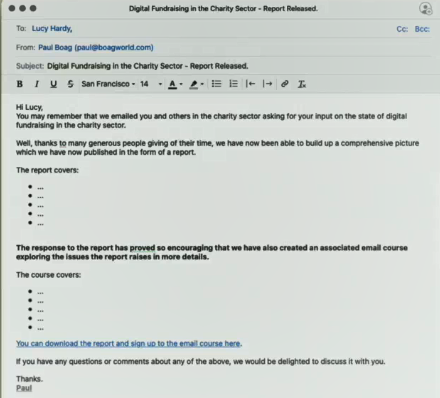 Digital Fundraising in the Charity Sector - Report Released.
To: Lucy Hardy,
Cc: Bcc:
From: Paul Boag (paul@boagworld.com)
Subject: Digital Fundraising in the Charity Sector - Report Released.
B I U S San Francisco 14 A
Hi Lucy,
You may remember that we emailed you and others in the charity sector asking for your input on the state of digital
fundraising in the charity sector.
Well, thanks to many generous people giving of their time, we have now been able to build up a comprehensive picture
which we have now published in the form of a report.
The report covers:
• ...
• ...
• ...
• ...
• ...
The response to the report has proved so encouraging that we have also created an associated email course
exploring the issues the report raises in more details.
The course covers:
• ...
• ...
• ...
• ...
You can download the report and sign up to the email course here.
If you have any questions or comments about any of the above, we would be delighted to discuss it with you.
Thanks.
Paul